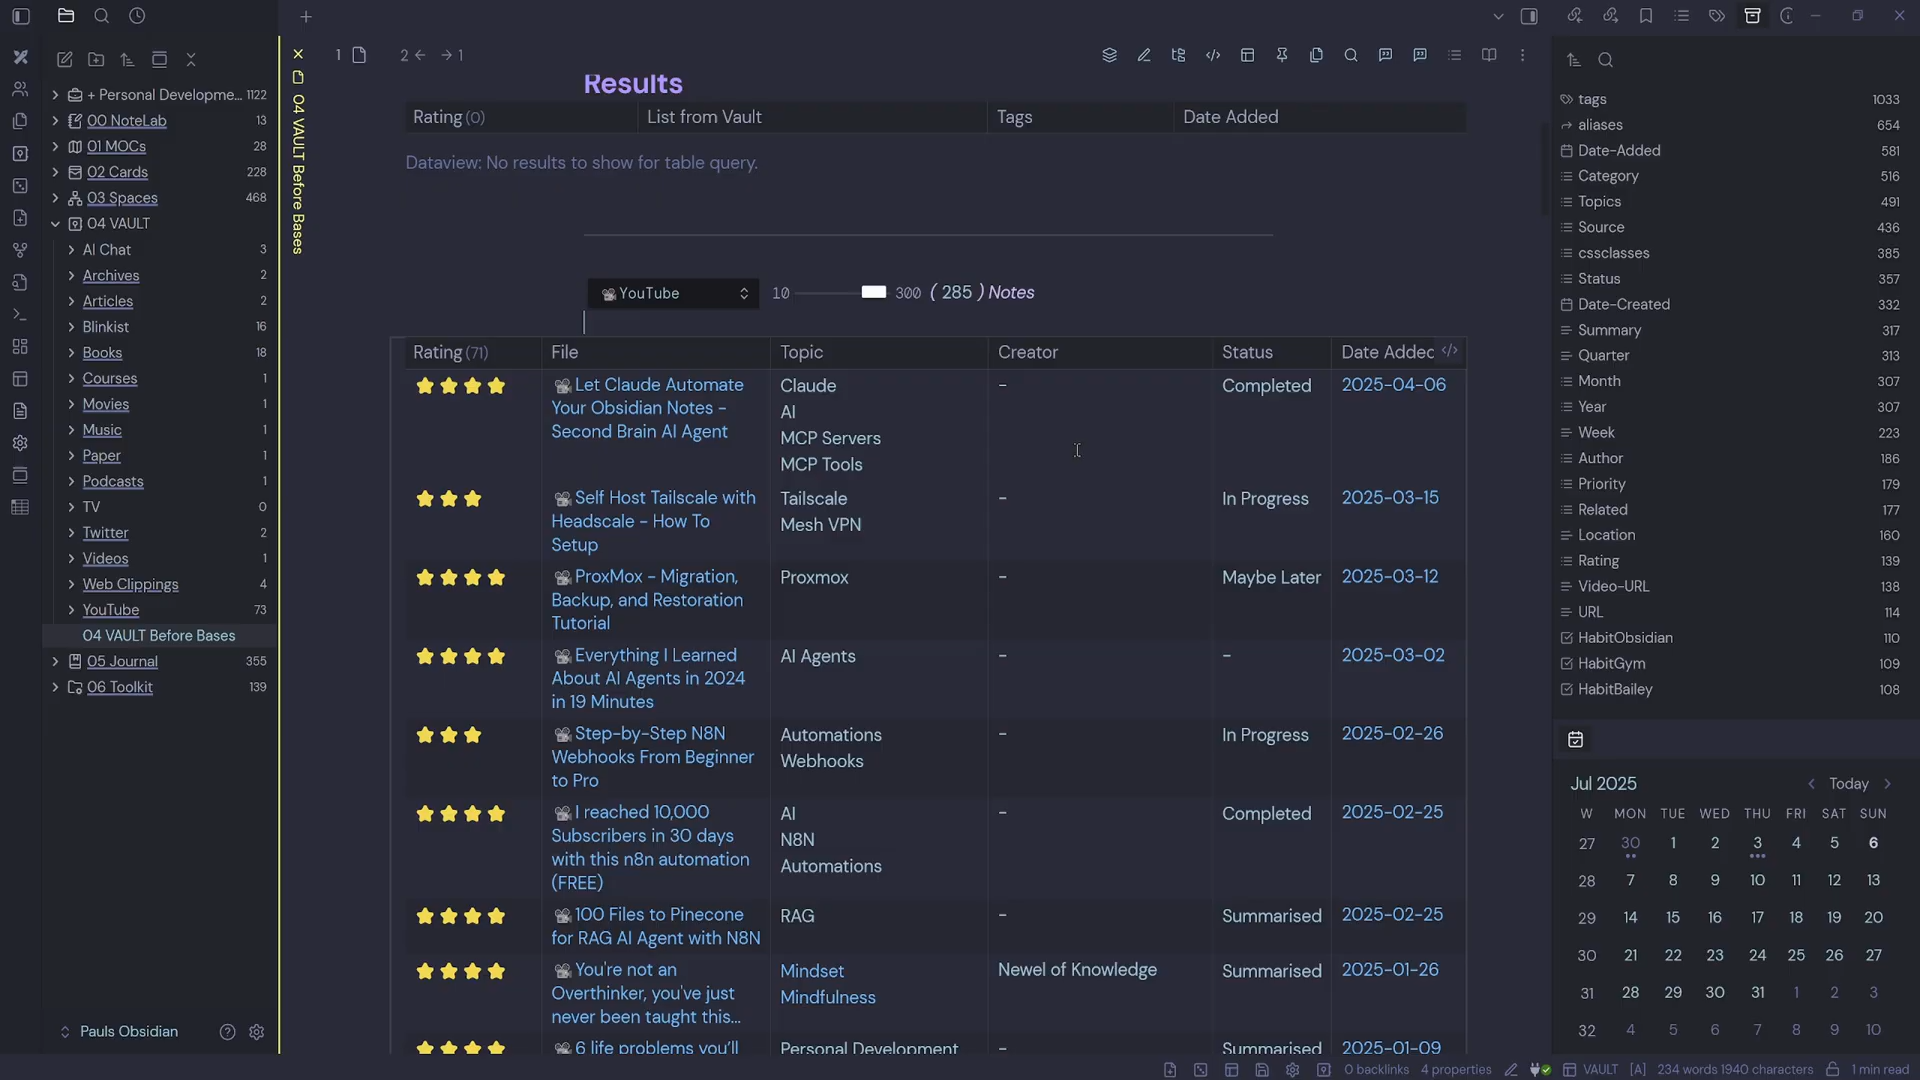 + Personal Developme... 1122
00 NoteLab 13
01 MOCs 28
02 Cards 228
03 Spaces 468
04 VAULT
AI Chat 3
Archives 2
Articles 2
Blinkist 16
Books 18
Courses 1
Movies 1
Music 1
Paper 1
Podcasts 1
TV 0
Twitter 2
Videos 1
Web Clippings 4
YouTube 73
04 VAULT Before Bases
05 Journal 355
06 Toolkit 139
Pauls Obsidian
04 VAULT Before Bases
1 2 ← → 1
Results
Rating (0) List from Vault Tags Date Added
Dataview: No results to show for table query.
YouTube 10 300 ( 285 ) Notes
Rating (71) File Topic Creator Status Date Added
Let Claude Automate Claude - Completed 2025-04-06
Your Obsidian Notes - AI
Second Brain AI Agent MCP Servers
MCP Tools
Self Host Tailscale with Tailscale - In Progress 2025-03-15
Headscale - How To Mesh VPN
Setup
ProxMox - Migration, Proxmox - Maybe Later 2025-03-12
Backup, and Restoration
Tutorial
Everything I Learned AI Agents - - 2025-03-02
About AI Agents in 2024
in 19 Minutes
Step-by-Step N8N Automations - In Progress 2025-02-26
Webhooks From Beginner Webhooks
to Pro
I reached 10,000 AI - Completed 2025-02-25
Subscribers in 30 days N8N
with this n8n automation Automations
(FREE)
100 Files to Pinecone RAG - Summarised 2025-02-25
for RAG AI Agent with N8N
You're not an Mindset Newel of Knowledge Summarised 2025-01-26
Overthinker, you've just Mindfulness
never been taught this...
6 life problems you'll Personal Development - Summarised 2025-01-09
tags 1033
aliases 654
Date-Added 581
Category 516
Topics 491
Source 436
cssclasses 385
Status 357
Date-Created 332
Summary 317
Quarter 313
Month 307
Year 307
Week 223
Author 186
Priority 179
Related 177
Location 160
Rating 139
Video-URL 138
URL 114
HabitObsidian 110
HabitGym 109
HabitBailey 108
Jul 2025 Today
W MON TUE WED THU FRI SAT SUN
27 30 1 2 3 4 5 6
28 7 8 9 10 11 12 13
29 14 15 16 17 18 19 20
30 21 22 23 24 25 26 27
31 28 29 30 31 1 2 3
32 4 5 6 7 8 9 10
0 backlinks 4 properties VAULT [A] 234 words 1940 characters 1 min read